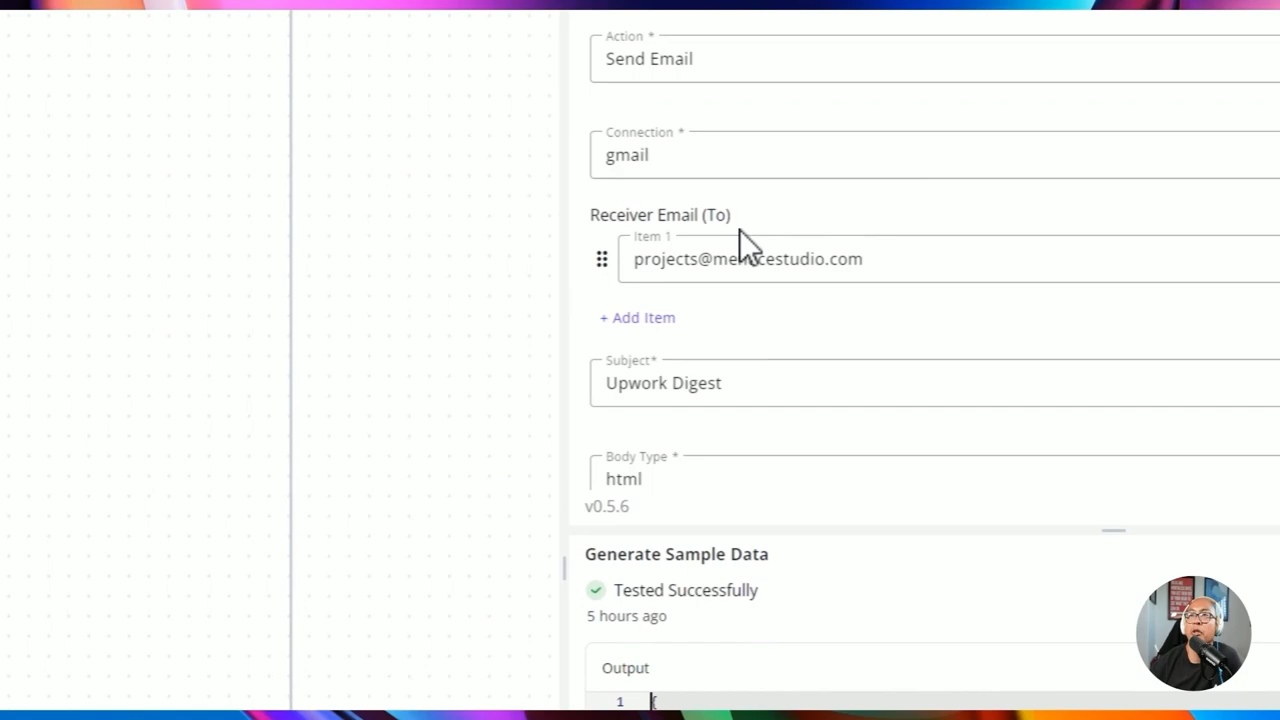 Action *
Send Email
Connection *
gmail
Receiver Email (To)
Item 1
+ Add Item
Subject*
Upwork Digest
Body Type *
html
v0.5.6
Generate Sample Data
Tested Successfully
5 hours ago
Output
1 {